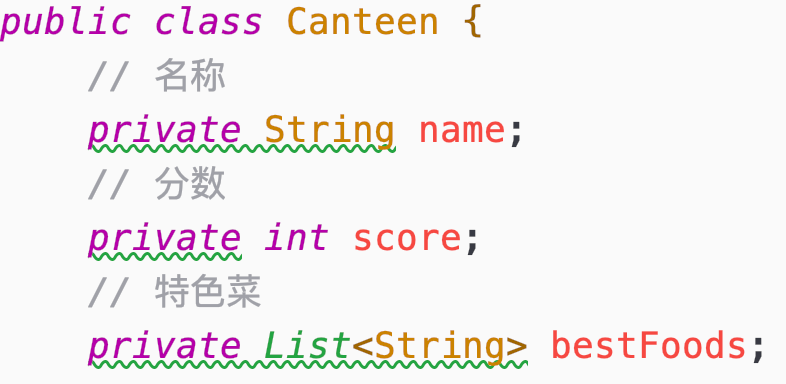 public class Canteen {
// 名称
private String name;
// 分数
private int score;
// 特色菜
private List<String> bestFoods;